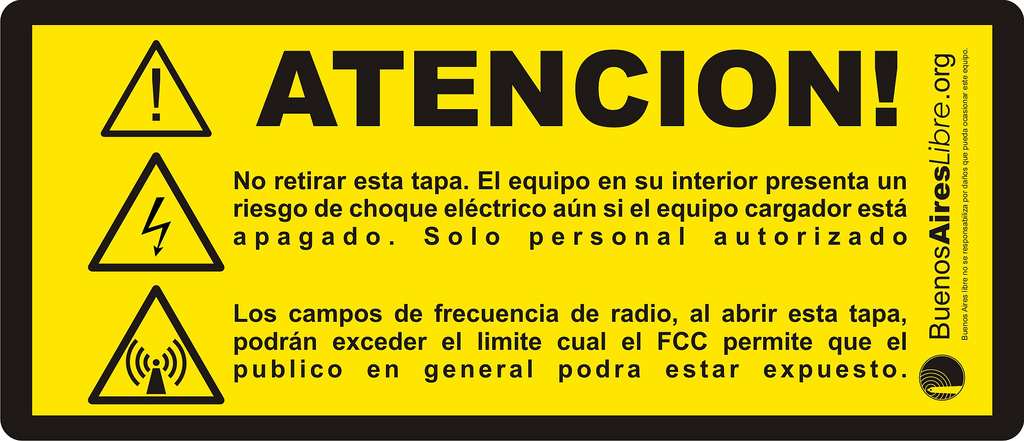 ATENCION!
No retirar esta tapa. El equipo en su interior presenta un
riesgo de choque eléctrico aún si el equipo cargador está
apagado. Solo personal autorizado
Los campos de frecuencia de radio, al abrir esta tapa,
podrán exceder el limite cual el FCC permite que el
publico en general podra estar expuesto.
BuenosAiresLibre.org
Buenos Aires libre no se responsabiliza por daños que pueda ocasionar este equipo.